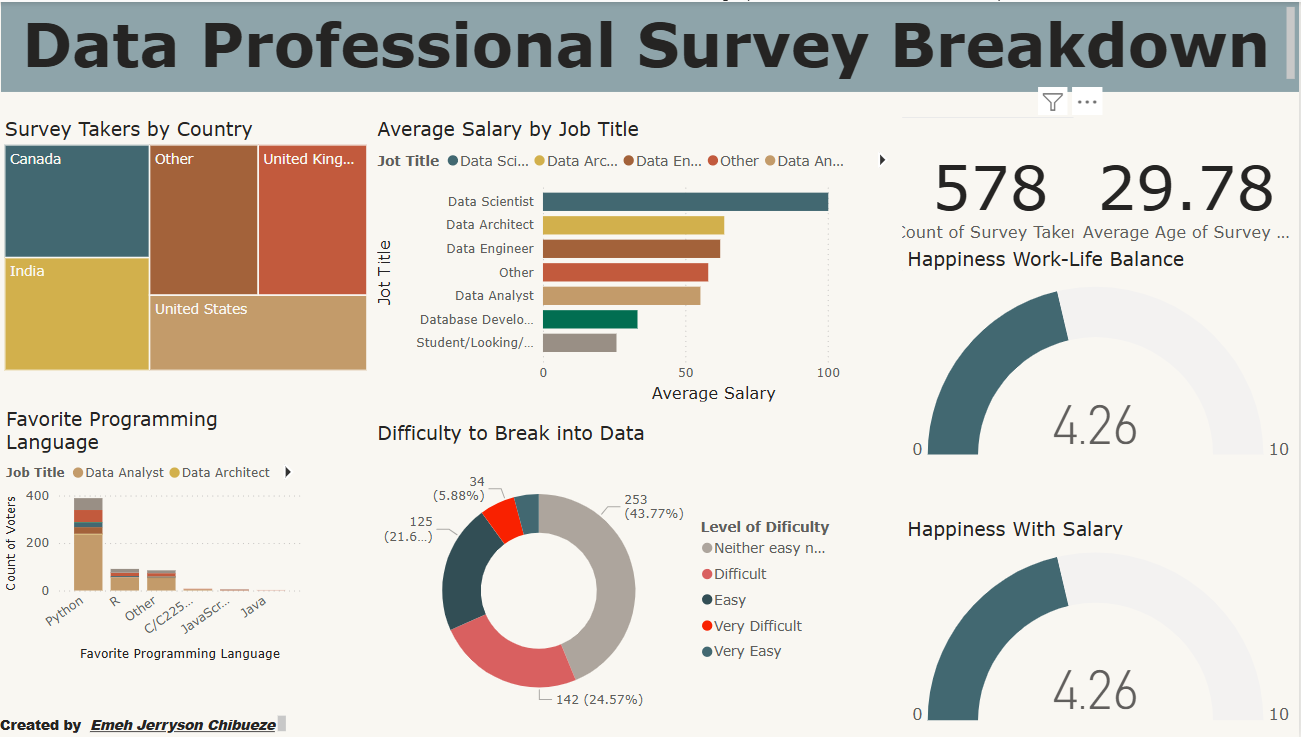 Data Professional Survey Breakdown
Survey Takers by Country
Canada
Other
United King...
India
United States
Average Salary by Job Title
Jot Title
Data Sci...
Data Arc...
Data En...
Other
Data An...
Jot Title
Data Scientist
Data Architect
Data Engineer
Other
Data Analyst
Database Develo...
Student/Looking/...
0
50
100
Average Salary
578
29.78
Count of Survey Taker
Average Age of Survey ...
Happiness Work-Life Balance
0
4.26
10
Favorite Programming
Language
Job Title
Data Analyst
Data Architect
Count of Voters
400
200
0
Python
R
Other
C/C225...
JavaScr...
Java
Favorite Programming Language
Difficulty to Break into Data
34
(5.88%)
253
(43.77%)
125
(21.6...)
142 (24.57%)
Level of Dificulty
Neither easy n...
Difficult
Easy
Very Difficult
Very Easy
Happiness With Salary
0
4.26
10
Created by Emeh Jerryson Chibueze